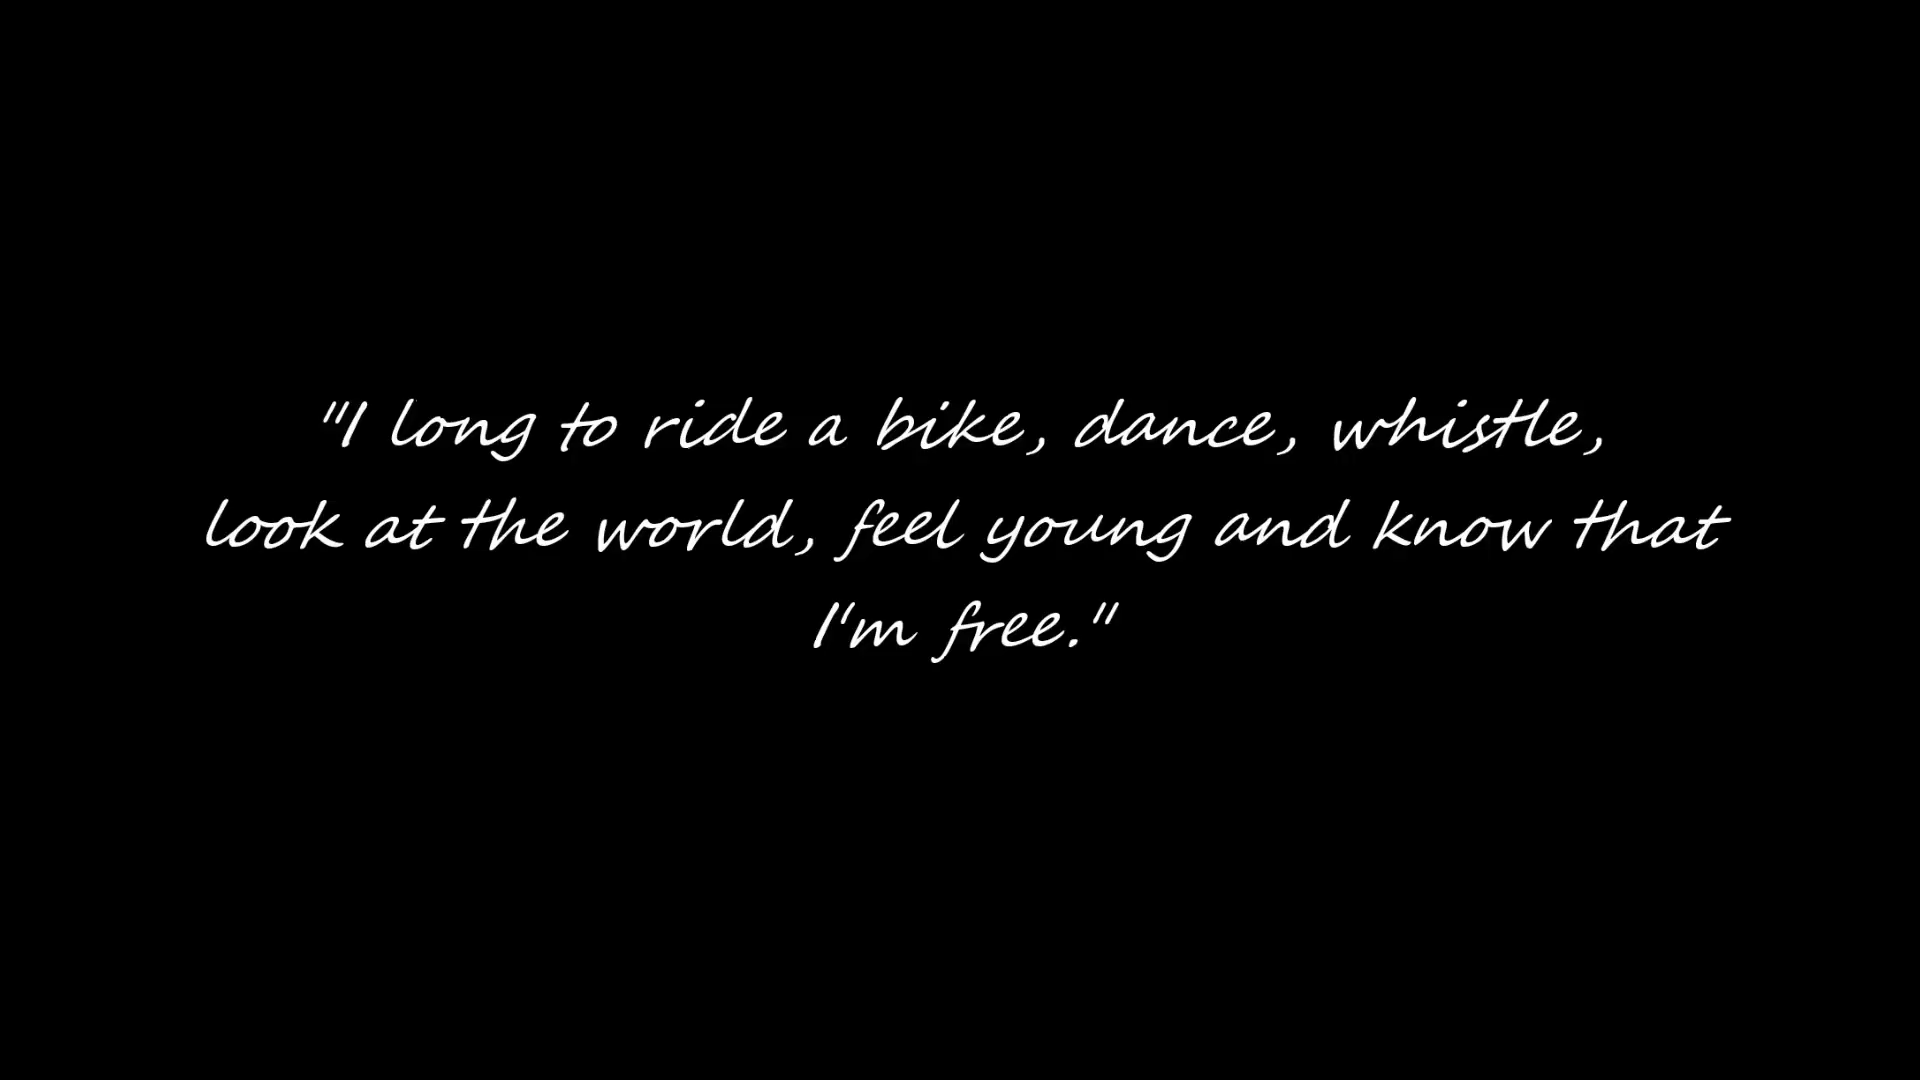 "I long to ride a bike, dance, whistle,
look at the world, feel young and know that
I'm free."